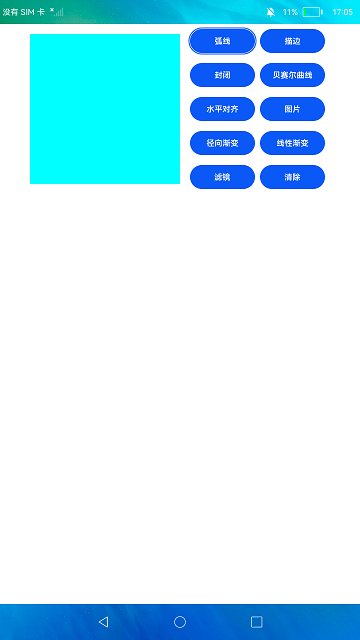 没有 SIM 卡 11% 17:05
弧线 描边
封闭 贝赛尔曲线
水平对齐 图片
径向渐变 线性渐变
滤镜 清除